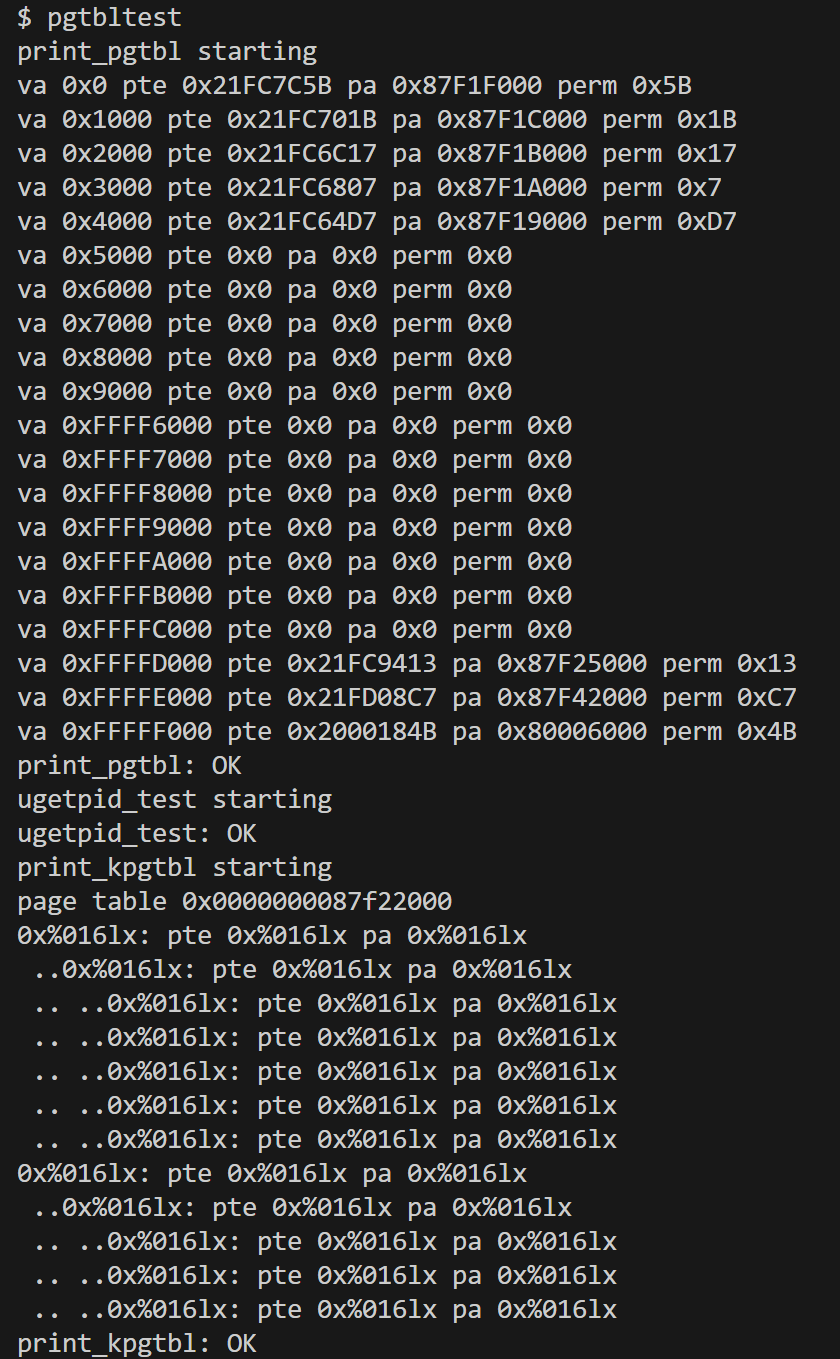 $ pgtbltest
print_pgtbl starting
va 0x0 pte 0x21FC7C5B pa 0x87F1F000 perm 0x5B
va 0x1000 pte 0x21FC701B pa 0x87F1C000 perm 0x1B
va 0x2000 pte 0x21FC6C17 pa 0x87F1B000 perm 0x17
va 0x3000 pte 0x21FC6807 pa 0x87F1A000 perm 0x7
va 0x4000 pte 0x21FC64D7 pa 0x87F19000 perm 0xD7
va 0x5000 pte 0x0 pa 0x0 perm 0x0
va 0x6000 pte 0x0 pa 0x0 perm 0x0
va 0x7000 pte 0x0 pa 0x0 perm 0x0
va 0x8000 pte 0x0 pa 0x0 perm 0x0
va 0x9000 pte 0x0 pa 0x0 perm 0x0
va 0xFFFF6000 pte 0x0 pa 0x0 perm 0x0
va 0xFFFF7000 pte 0x0 pa 0x0 perm 0x0
va 0xFFFF8000 pte 0x0 pa 0x0 perm 0x0
va 0xFFFF9000 pte 0x0 pa 0x0 perm 0x0
va 0xFFFFA000 pte 0x0 pa 0x0 perm 0x0
va 0xFFFFB000 pte 0x0 pa 0x0 perm 0x0
va 0xFFFFC000 pte 0x0 pa 0x0 perm 0x0
va 0xFFFFD000 pte 0x21FC9413 pa 0x87F25000 perm 0x13
va 0xFFFFE000 pte 0x21FD08C7 pa 0x87F42000 perm 0xC7
va 0xFFFFF000 pte 0x2000184B pa 0x80006000 perm 0x4B
print_pgtbl: OK
ugetpid_test starting
ugetpid_test: OK
print_kpgtbl starting
page table 0x0000000087f22000
0x%016lx: pte 0x%016lx pa 0x%016lx
 ..0x%016lx: pte 0x%016lx pa 0x%016lx
 .. ..0x%016lx: pte 0x%016lx pa 0x%016lx
 .. ..0x%016lx: pte 0x%016lx pa 0x%016lx
 .. ..0x%016lx: pte 0x%016lx pa 0x%016lx
 .. ..0x%016lx: pte 0x%016lx pa 0x%016lx
 .. ..0x%016lx: pte 0x%016lx pa 0x%016lx
0x%016lx: pte 0x%016lx pa 0x%016lx
 ..0x%016lx: pte 0x%016lx pa 0x%016lx
 .. ..0x%016lx: pte 0x%016lx pa 0x%016lx
 .. ..0x%016lx: pte 0x%016lx pa 0x%016lx
 .. ..0x%016lx: pte 0x%016lx pa 0x%016lx
print_kpgtbl: OK